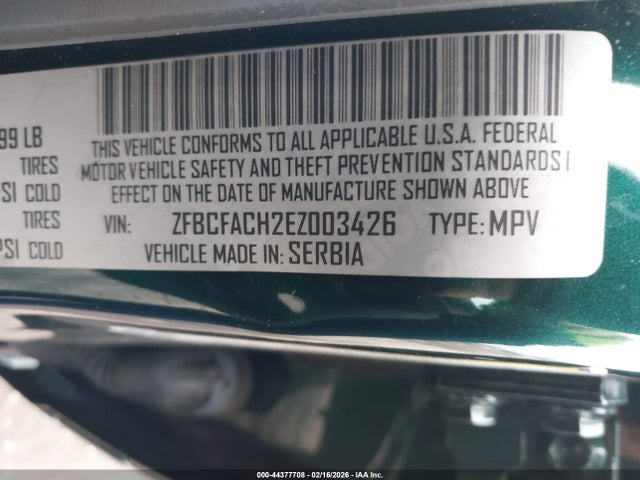 99 LB
TIRES
PSI COLD
TIRES
PSI COLD
THIS VEHICLE CONFORMS TO ALL APPLICABLE U.S.A. FEDERAL
MOTOR VEHICLE SAFETY AND THEFT PREVENTION STANDARDS I
EFFECT ON THE DATE OF MANUFACTURE SHOWN ABOVE.
VIN: ZFBCFACH2EZ003426 TYPE: MPV
VEHICLE MADE IN: SERBIA
000-44377708 - 02/16/2026 - IAA Inc.